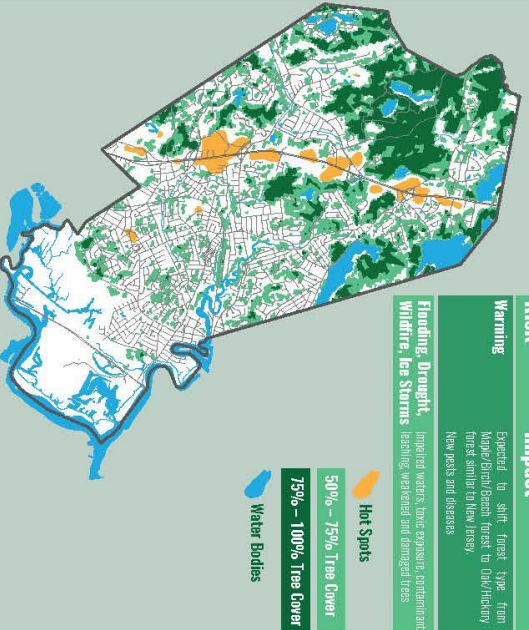 Risk
Impact
Warming
Expected to shift forest type from
Maple/Birch/Beech forest to Oak/Hickory
forest similar to New Jersey.
New pests and diseases
Flooding, Drought,
Wildfire, Ice Storms
Impaired waters, toxic exposure, contaminant
leaching, weakened and damaged trees
Hot Spots
50% – 75% Tree Cover
75% – 100% Tree Cover
Water Bodies